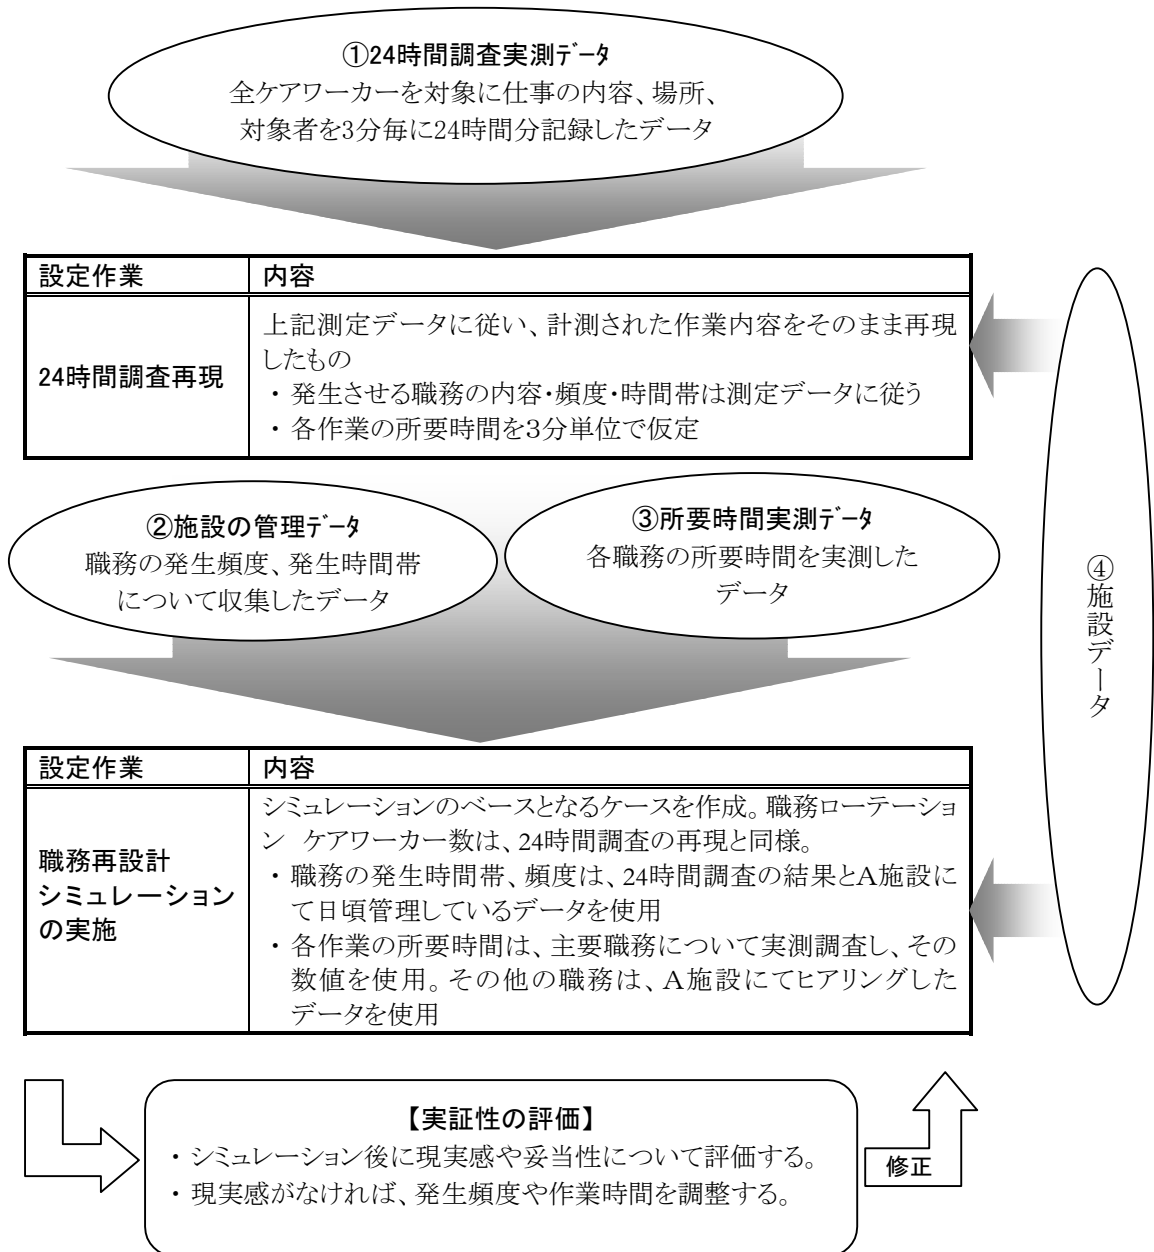 ①24時間調査実測ﾃﾞｰﾀ
全ケアワーカーを対象に仕事の内容、場所、
対象者を3分毎に24時間分記録したデータ
設定作業 内容
24時間調査再現
上記測定データに従い、計測された作業内容をそのまま再現
したもの
・発生させる職務の内容・頻度・時間帯は測定データに従う
・各作業の所要時間を3分単位で仮定
②施設の管理ﾃﾞｰﾀ
職務の発生頻度、発生時間帯
について収集したデータ
③所要時間実測ﾃﾞｰﾀ
各職務の所要時間を実測した
データ
④施設データ
設定作業 内容
職務再設計
シミュレーション
の実施
シミュレーションのベースとなるケースを作成。職務ローテーショ
ン ケアワーカー数は、24時間調査の再現と同様。
・職務の発生時間帯、頻度は、24時間調査の結果とA施設に
て日頃管理しているデータを使用
・各作業の所要時間は、主要職務について実測調査し、その
数値を使用。その他の職務は、A施設にてヒアリングした
データを使用
【実証性の評価】
・シミュレーション後に現実感や妥当性について評価する。
・現実感がなければ、発生頻度や作業時間を調整する。
修正